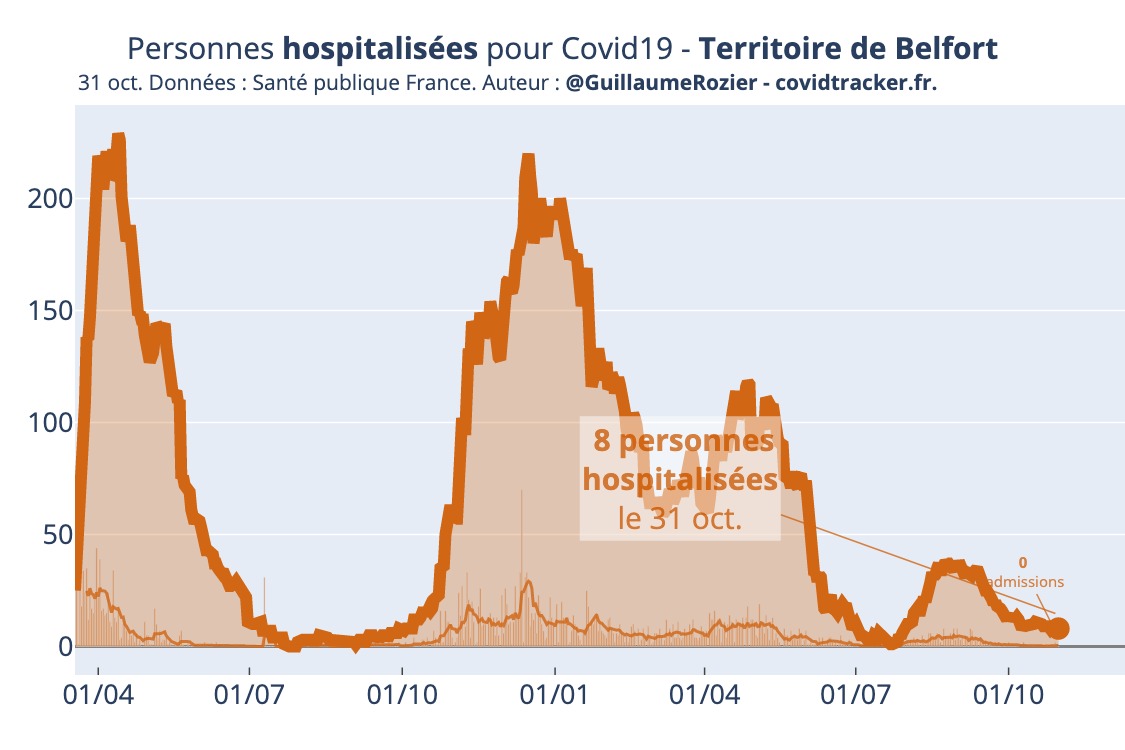 Personnes hospitalisées pour Covid19 - Territoire de Belfort
31 oct. Données : Santé publique France. Auteur : @GuillaumeRozier - covidtracker.fr.
200
150
100
50
0
8 personnes
hospitalisées
le 31 oct.
0
admissions
01/04 01/07 01/10 01/01 01/04 01/07 01/10